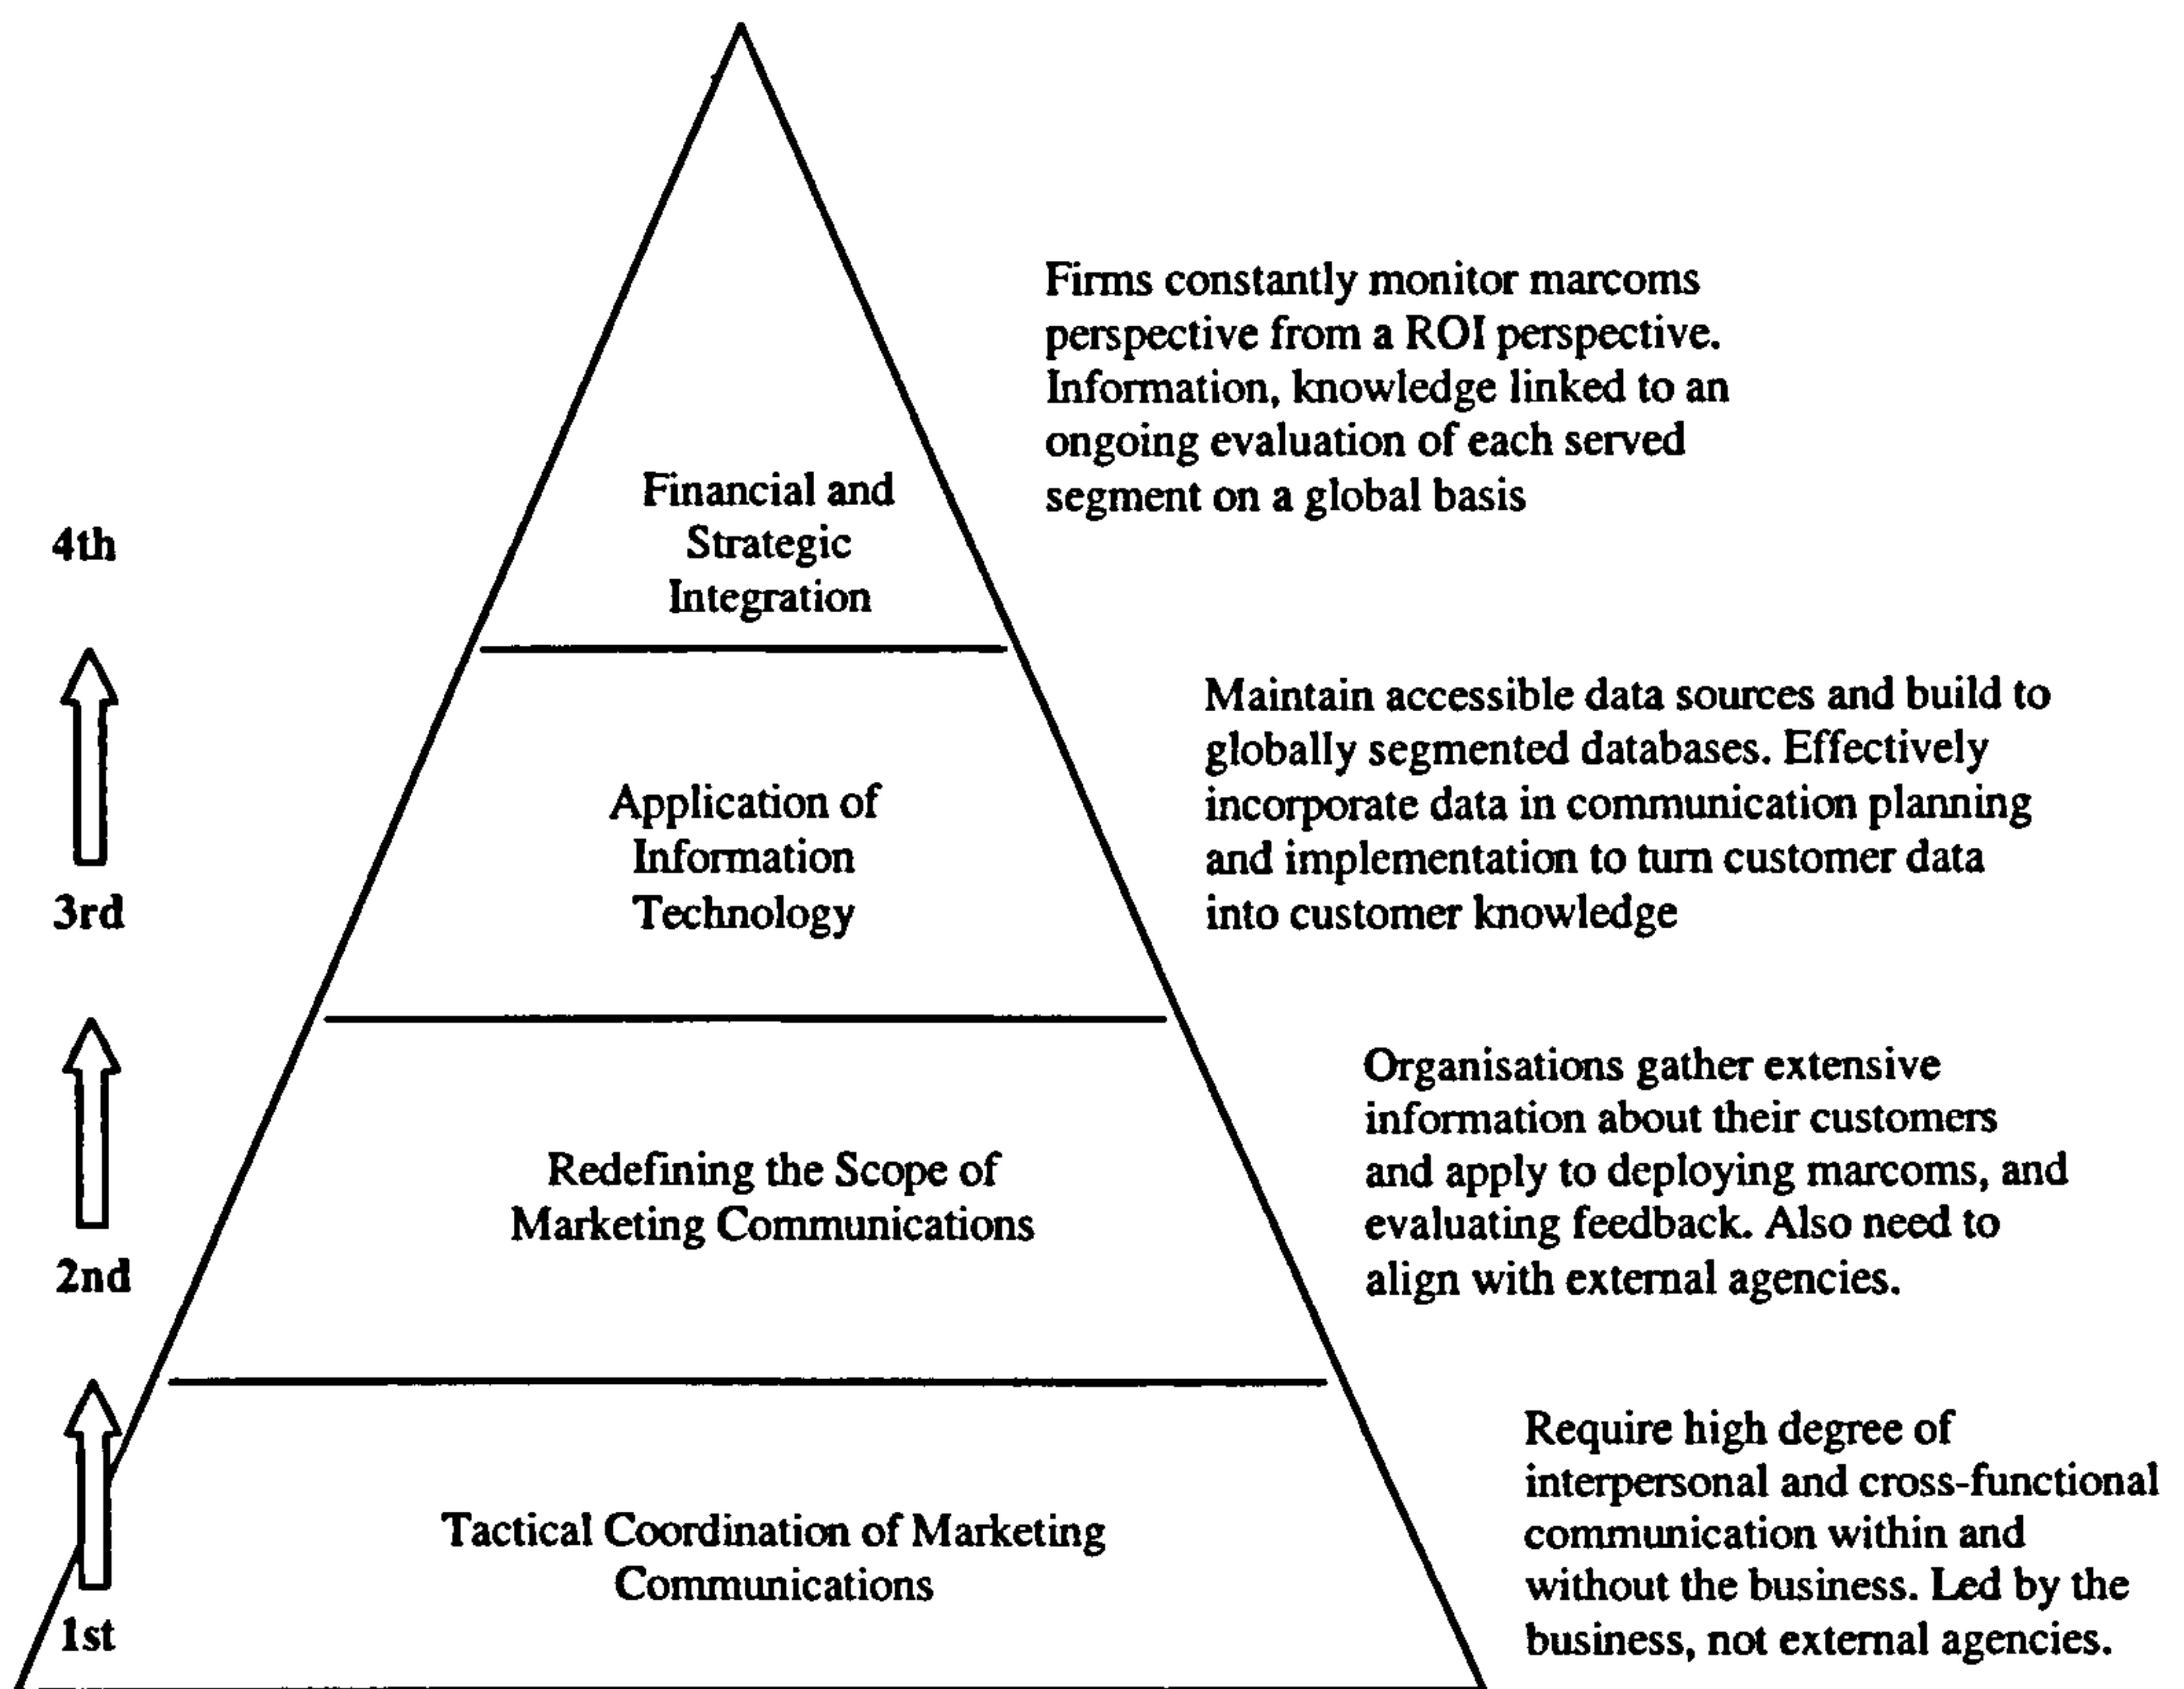 Firms constantly monitor marcoms
perspective from a ROI perspective.
Information, knowledge linked to an
ongoing evaluation of each served
segment on a global basis
Financial and
Strategic
Integration
4th
Maintain accessible data sources and build to
globally segmented databases. Effectively
incorporate data in communication planning
and implementation to turn customer data
into customer knowledge
Application of
Information
Technology
3rd
Organisations gather extensive
information about their customers
and apply to deploying marcoms, and
evaluating feedback. Also need to
align with external agencies.
Redefining the Scope of
Marketing Communications
2nd
Require high degree of
interpersonal and cross-functional
communication within and
without the business. Led by the
business, not external agencies.
Tactical Coordination of Marketing
Communications
1st